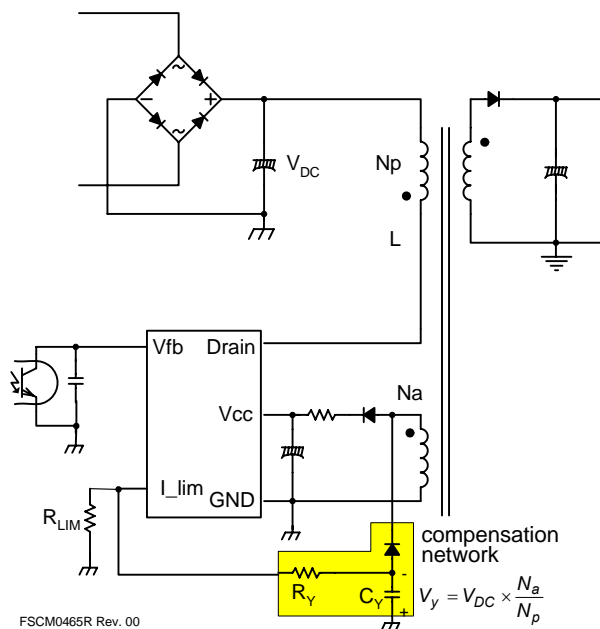 ~
−
+
~
V_DC
Np
L
Vfb
Drain
Vcc
Na
I_lim
GND
R_LIM
compensation
network
R_Y
C_Y
-
+
V_y = V_DC × N_a / N_p
FSCM0465R Rev. 00